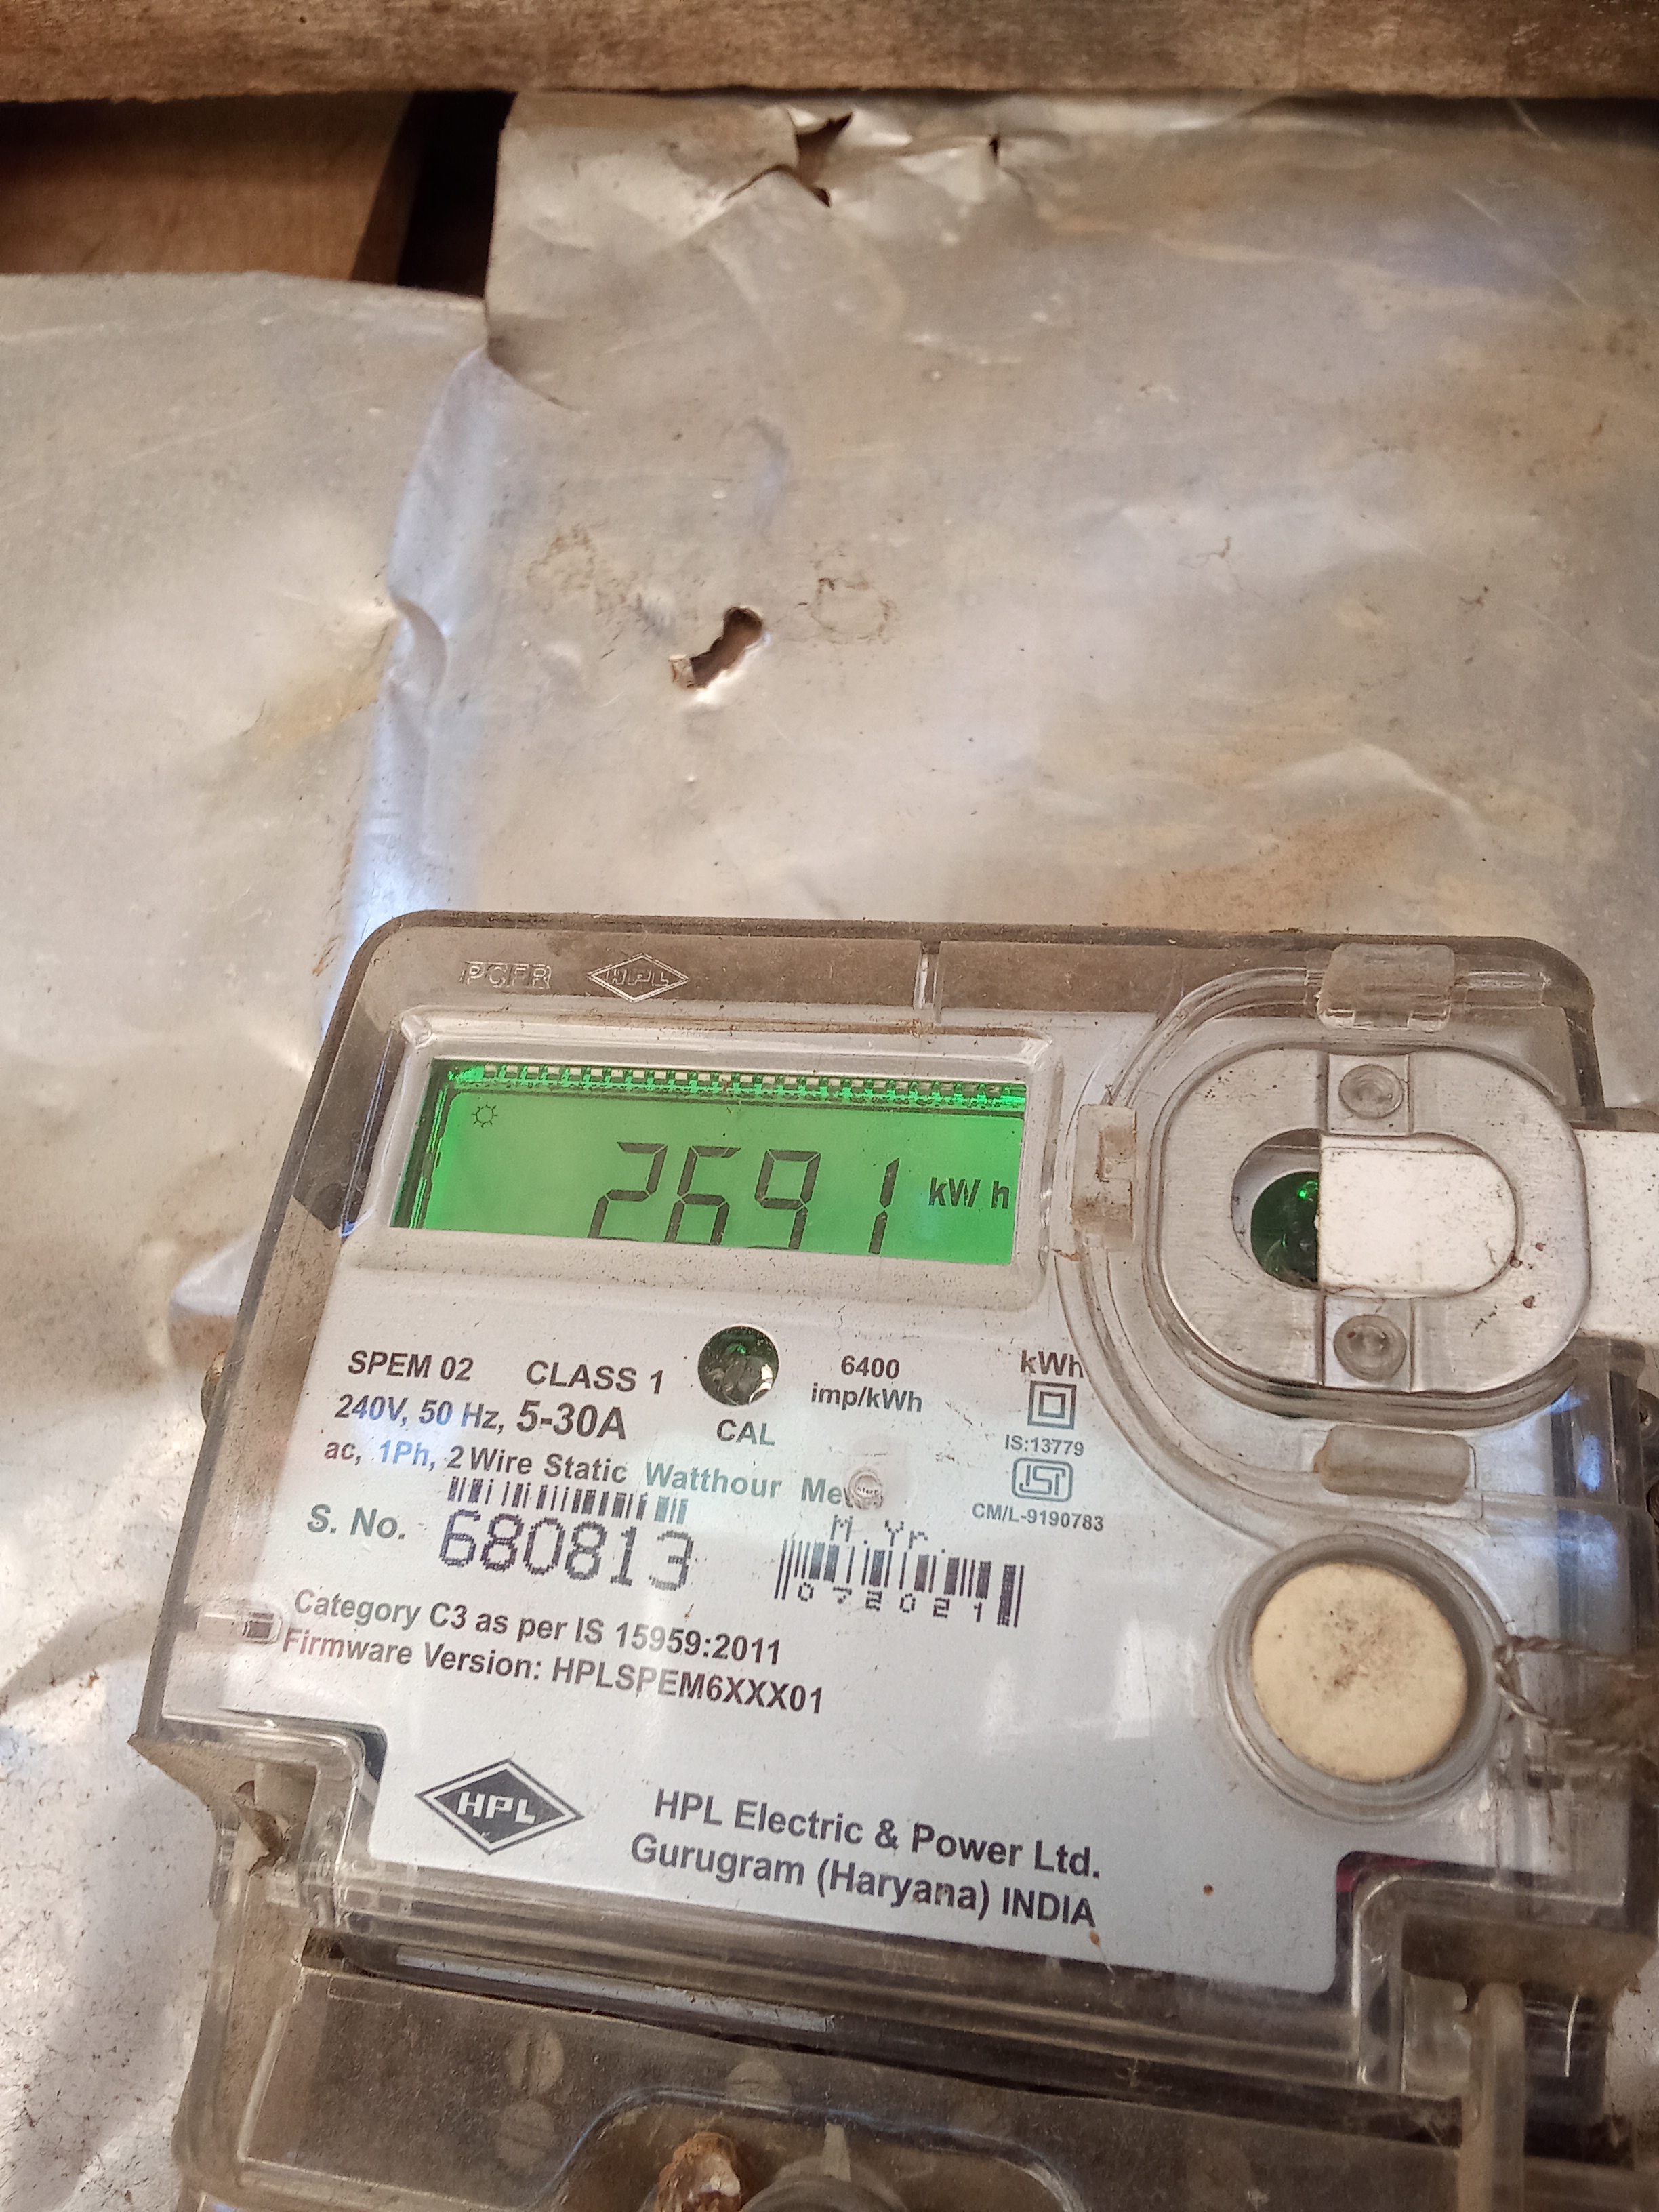 PCFR HPL
2691 kWh
SPEM 02 CLASS 1
240V, 50 Hz, 5-30A
CAL
6400
imp/kWh
kWh
IS:13779
ISI
CM/L-9190783
ac, 1Ph, 2 Wire Static Watthour
S. No. 680813
M.Yr.
072021
Category C3 as per IS 15959:2011
Firmware Version: HPLSPEM6XXX01
HPL
HPL Electric & Power Ltd.
Gurugram (Haryana) INDIA